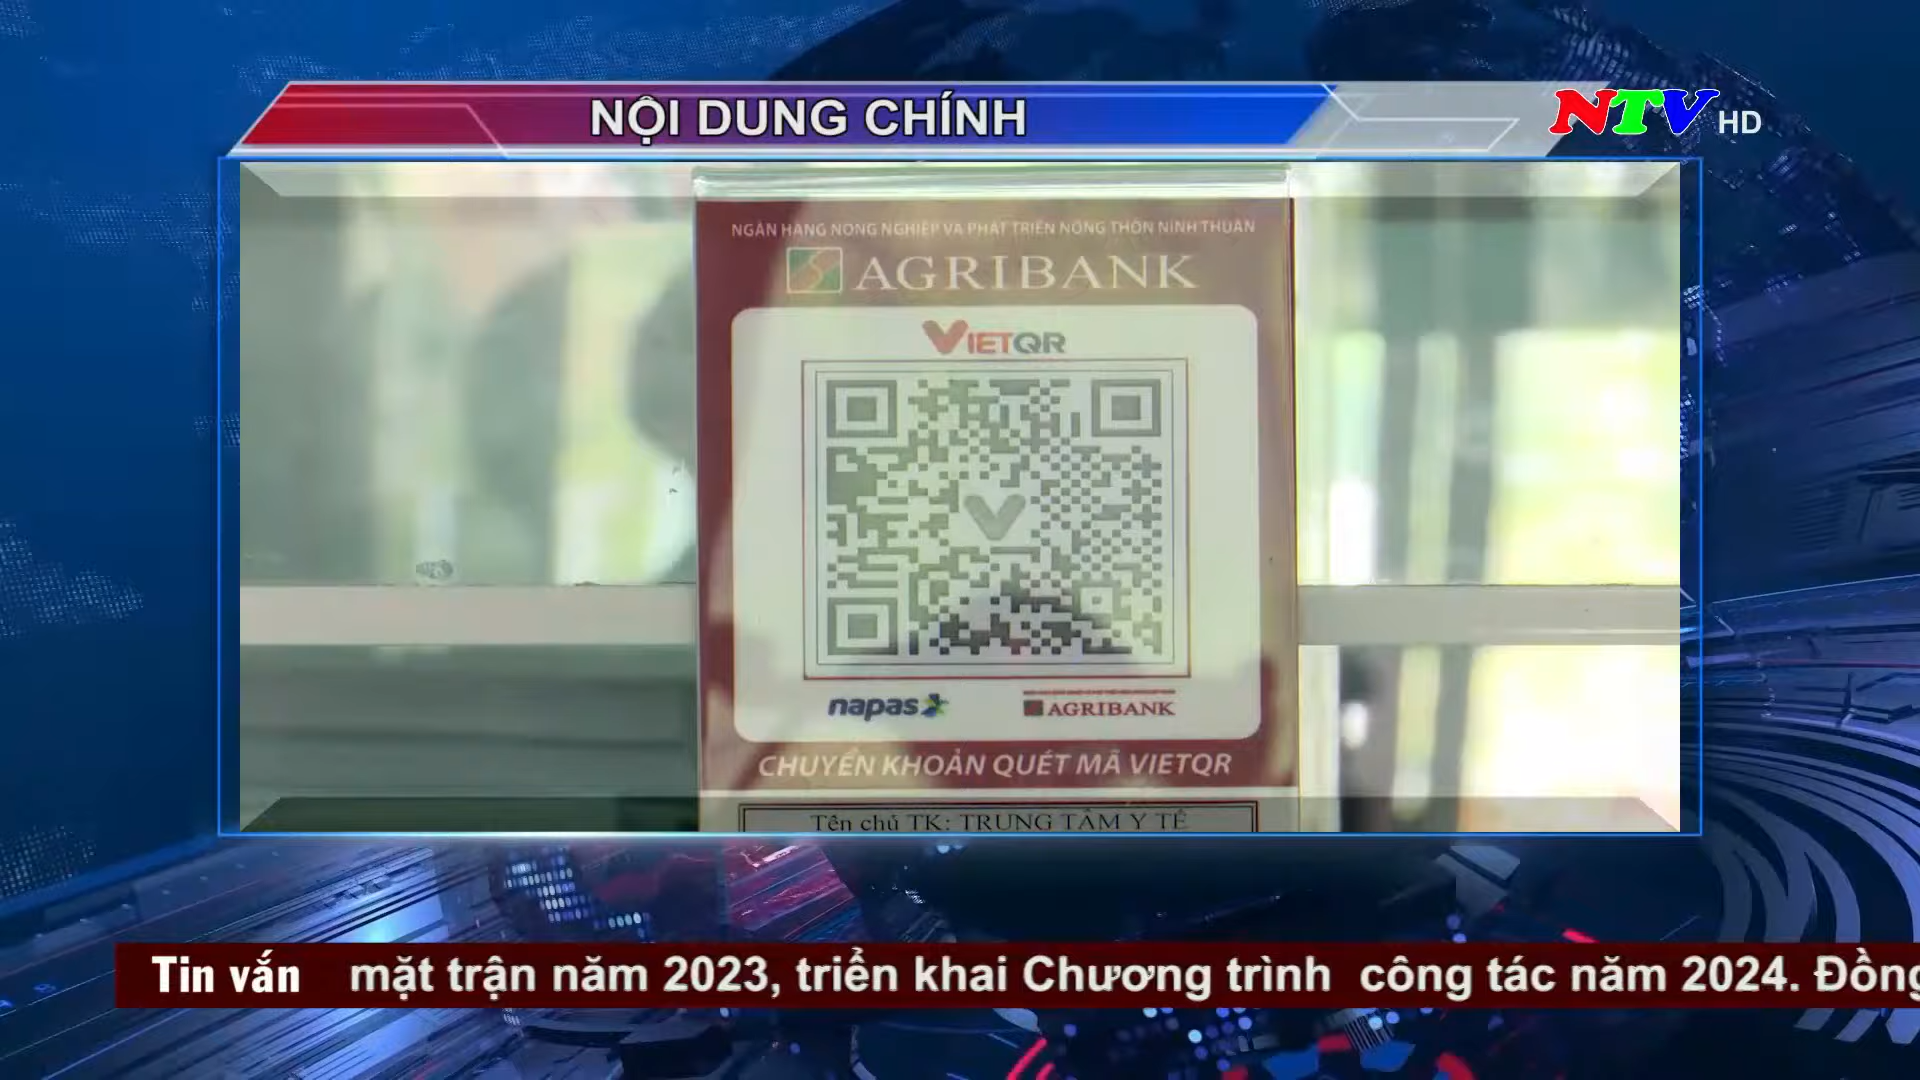 NỘI DUNG CHÍNH
NTV HD
NGÂN HÀNG NÔNG NGHIỆP VÀ PHÁT TRIỂN NÔNG THÔN NINH THUẬN
AGRIBANK
VIETQR
napas
AGRIBANK
CHUYỂN KHOẢN QUÉT MÃ VIETQR
Tên chủ TK: TRUNG TÂM Y TẾ
Tin vắn mặt trận năm 2023, triển khai Chương trình công tác năm 2024. Đồng